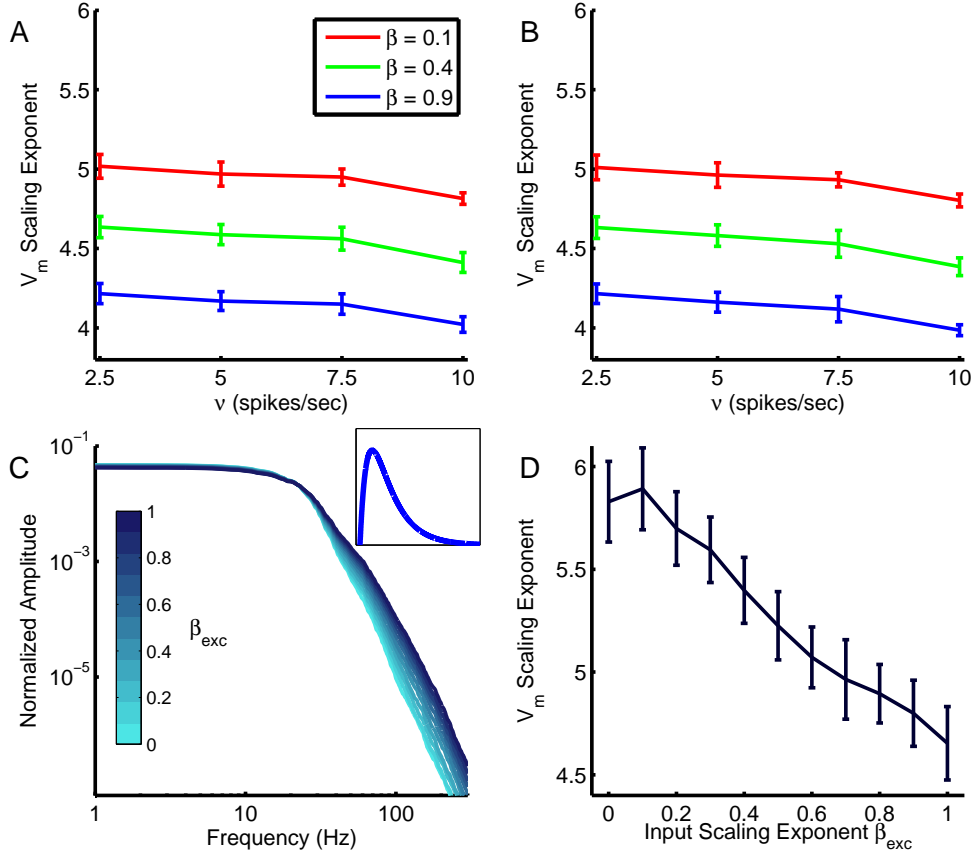 A
V_m Scaling Exponent
6
5.5
5
4.5
4
2.5
5
7.5
10
ν (spikes/sec)
β = 0.1
β = 0.4
β = 0.9
B
V_m Scaling Exponent
6
5.5
5
4.5
4
2.5
5
7.5
10
ν (spikes/sec)
C
Normalized Amplitude
10^−1
10^−3
10^−5
1
0.8
0.6
0.4
0.2
0
β_exc
1
10
100
Frequency (Hz)
D
V_m Scaling Exponent
6
5.5
5
4.5
0
0.2
0.4
0.6
0.8
1
Input Scaling Exponent β_exc